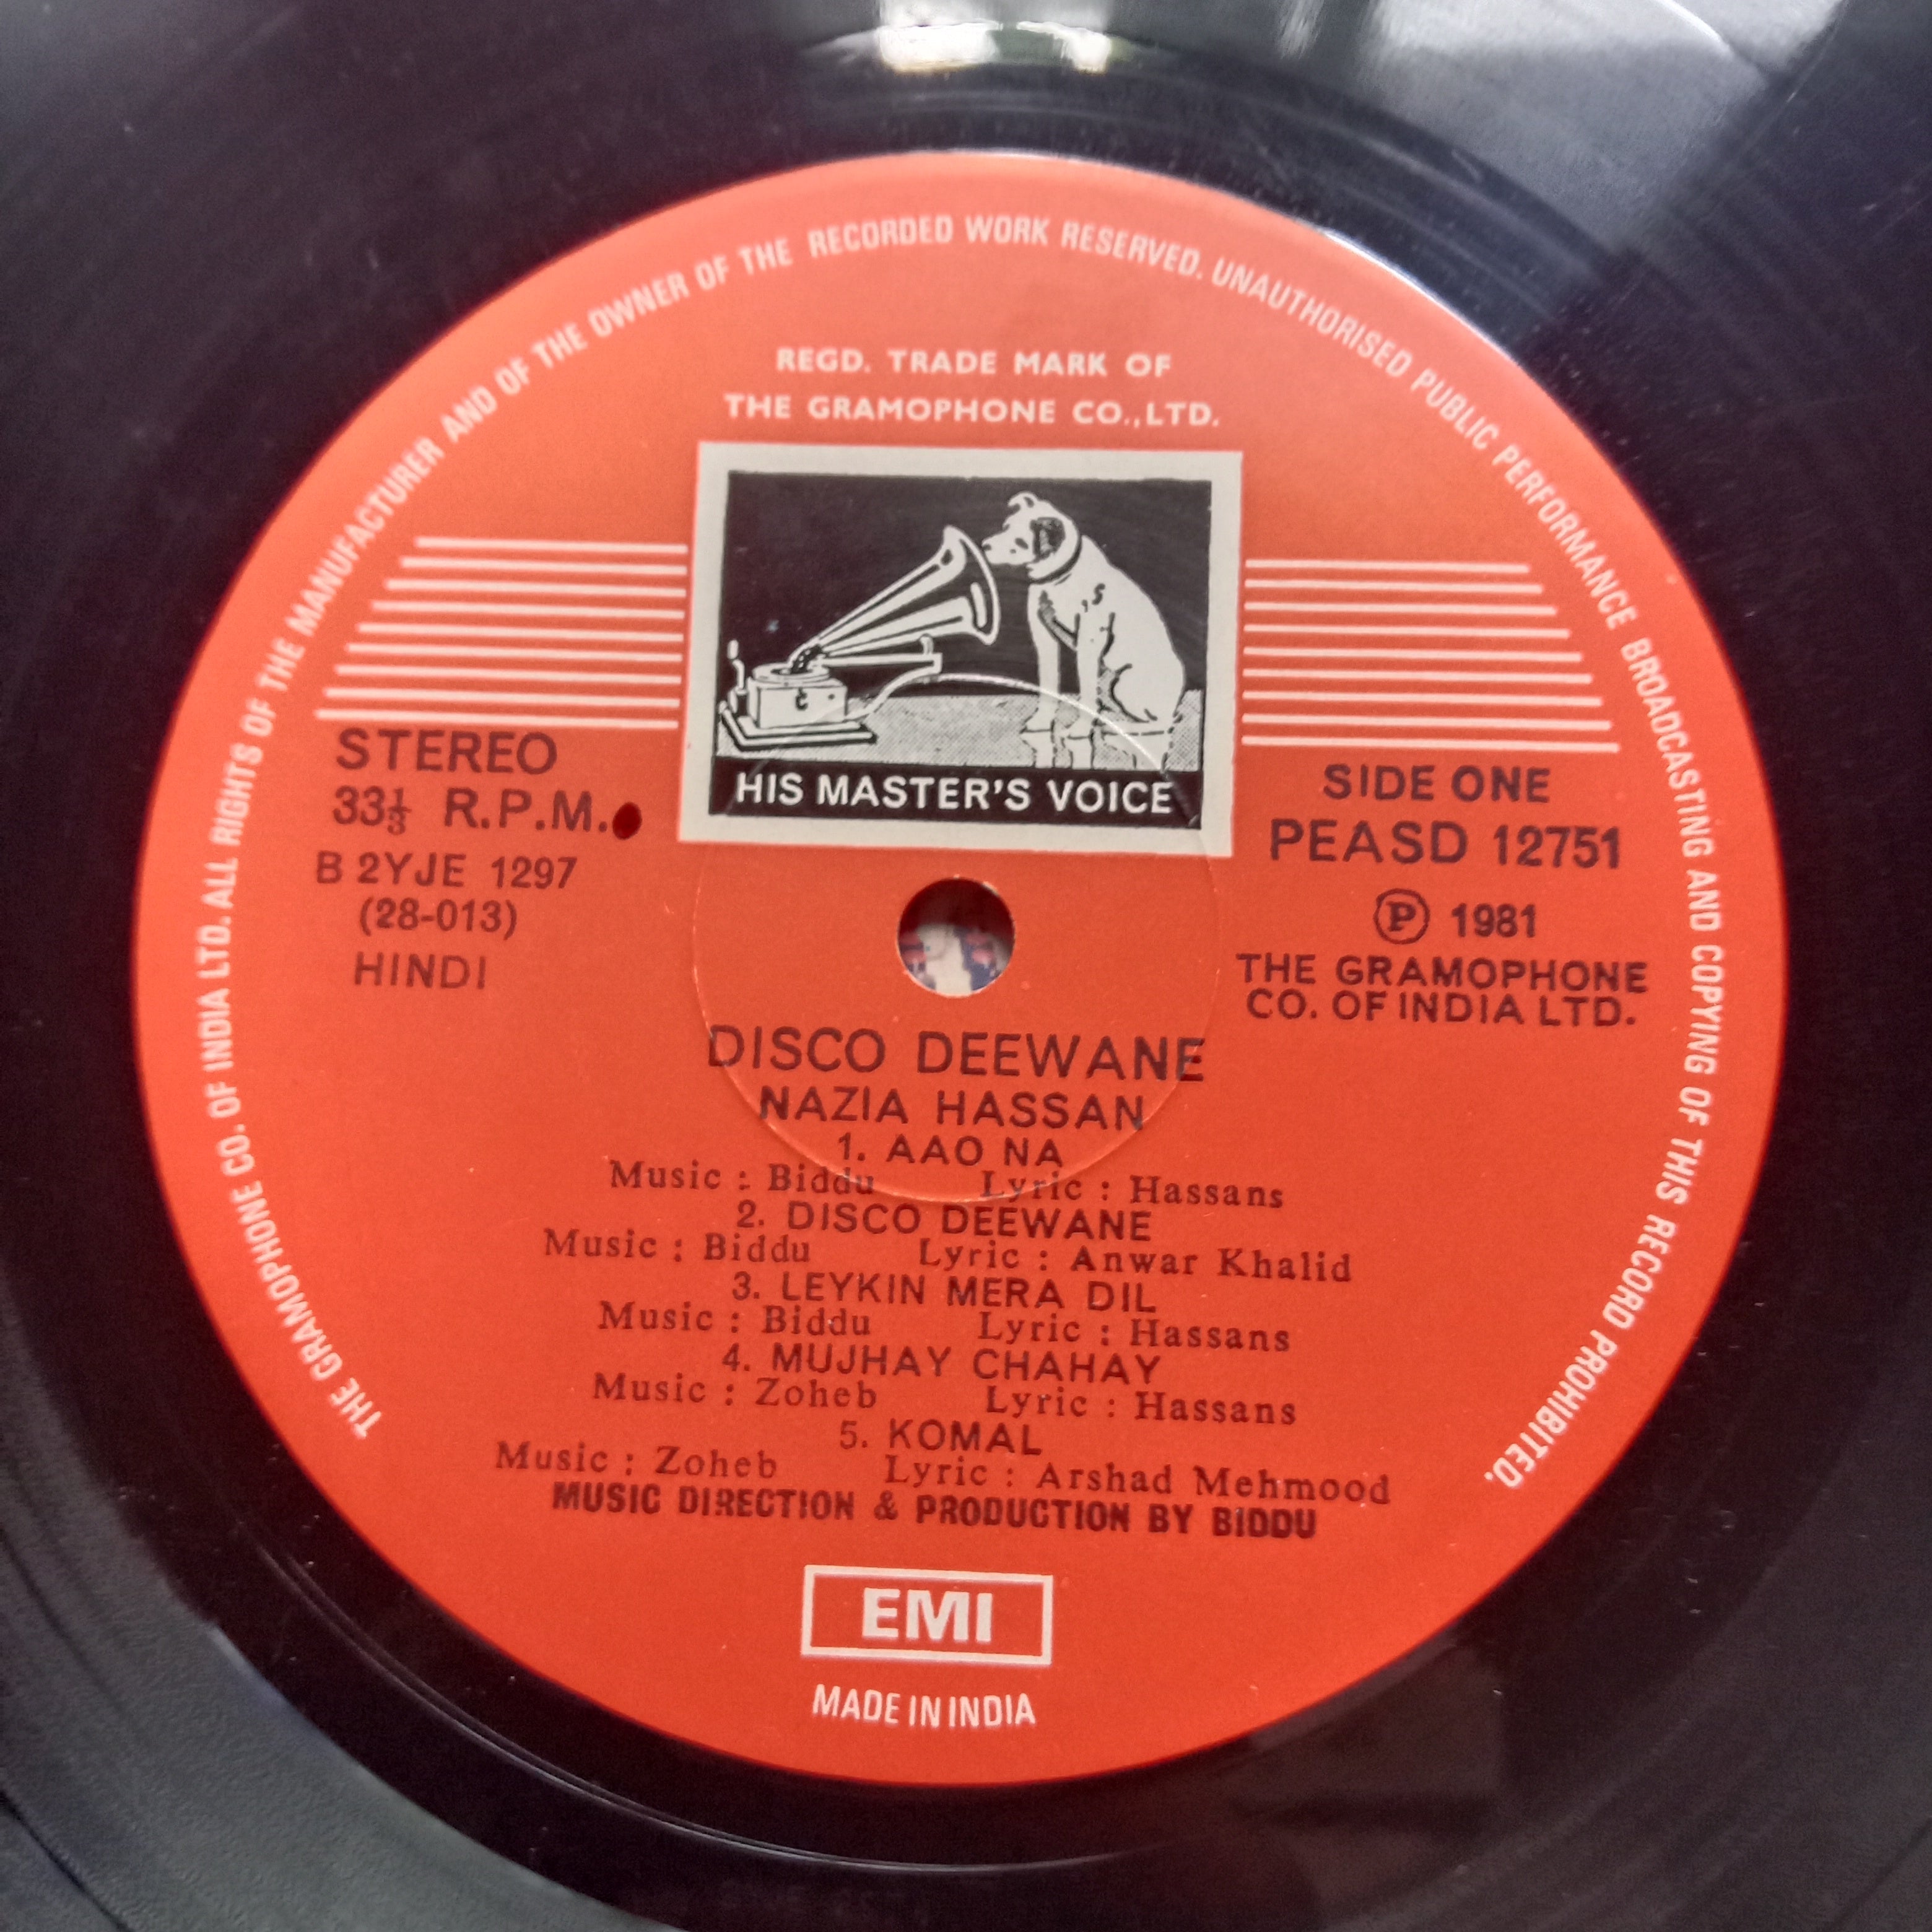 THE GRAMOPHONE CO. OF INDIA LTD. ALL RIGHTS OF THE MANUFACTURER AND OF THE OWNER OF THE RECORDED WORK RESERVED. UNAUTHORISED PUBLIC PERFORMANCE BROADCASTING AND COPYING OF THIS RECORD PROHIBITED.
REGD. TRADE MARK OF
THE GRAMOPHONE CO., LTD.
HIS MASTER'S VOICE
STEREO
33⅓ R.P.M.
B 2YJE 1297
(28-013)
HINDI
SIDE ONE
PEASD 12751
Ⓟ 1981
THE GRAMOPHONE
CO. OF INDIA LTD.
DISCO DEEWANE
NAZIA HASSAN
1. AAO NA
Music : Biddu Lyric : Hassans
2. DISCO DEEWANE
Music : Biddu Lyric : Anwar Khalid
3. LEYKIN MERA DIL
Music : Biddu Lyric : Hassans
4. MUJHAY CHAHAY
Music : Zoheb Lyric : Hassans
5. KOMAL
Music : Zoheb Lyric : Arshad Mehmood
MUSIC DIRECTION & PRODUCTION BY BIDDU
EMI
MADE IN INDIA